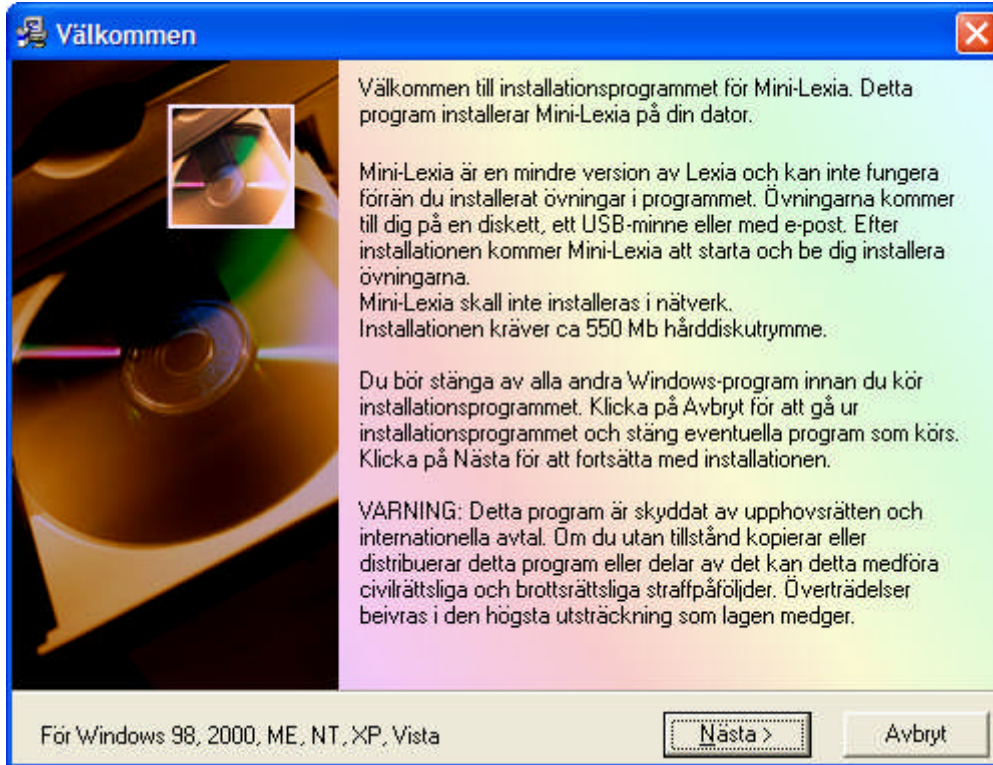 Välkommen
Välkommen till installationsprogrammet för Mini-Lexia. Detta
program installerar Mini-Lexia på din dator.
Mini-Lexia är en mindre version av Lexia och kan inte fungera
förrän du installerat övningar i programmet. Övningarna kommer
till dig på en diskett, ett USB-minne eller med e-post. Efter
installationen kommer Mini-Lexia att starta och be dig installera
övningarna.
Mini-Lexia skall inte installeras i nätverk.
Installationen kräver ca 550 Mb hårddiskutrymme.
Du bör stänga av alla andra Windows-program innan du kör
installationsprogrammet. Klicka på Avbryt för att gå ur
installationsprogrammet och stäng eventuella program som körs.
Klicka på Nästa för att fortsätta med installationen.
VARNING: Detta program är skyddat av upphovsrätten och
internationella avtal. Om du utan tillstånd kopierar eller
distribuerar detta program eller delar av det kan detta medföra
civilrättsliga och brottsrättsliga straffpåföljder. Överträdelser
beivras i den högsta utsträckning som lagen medger.
För Windows 98, 2000, ME, NT, XP, Vista
Nästa >
Avbryt